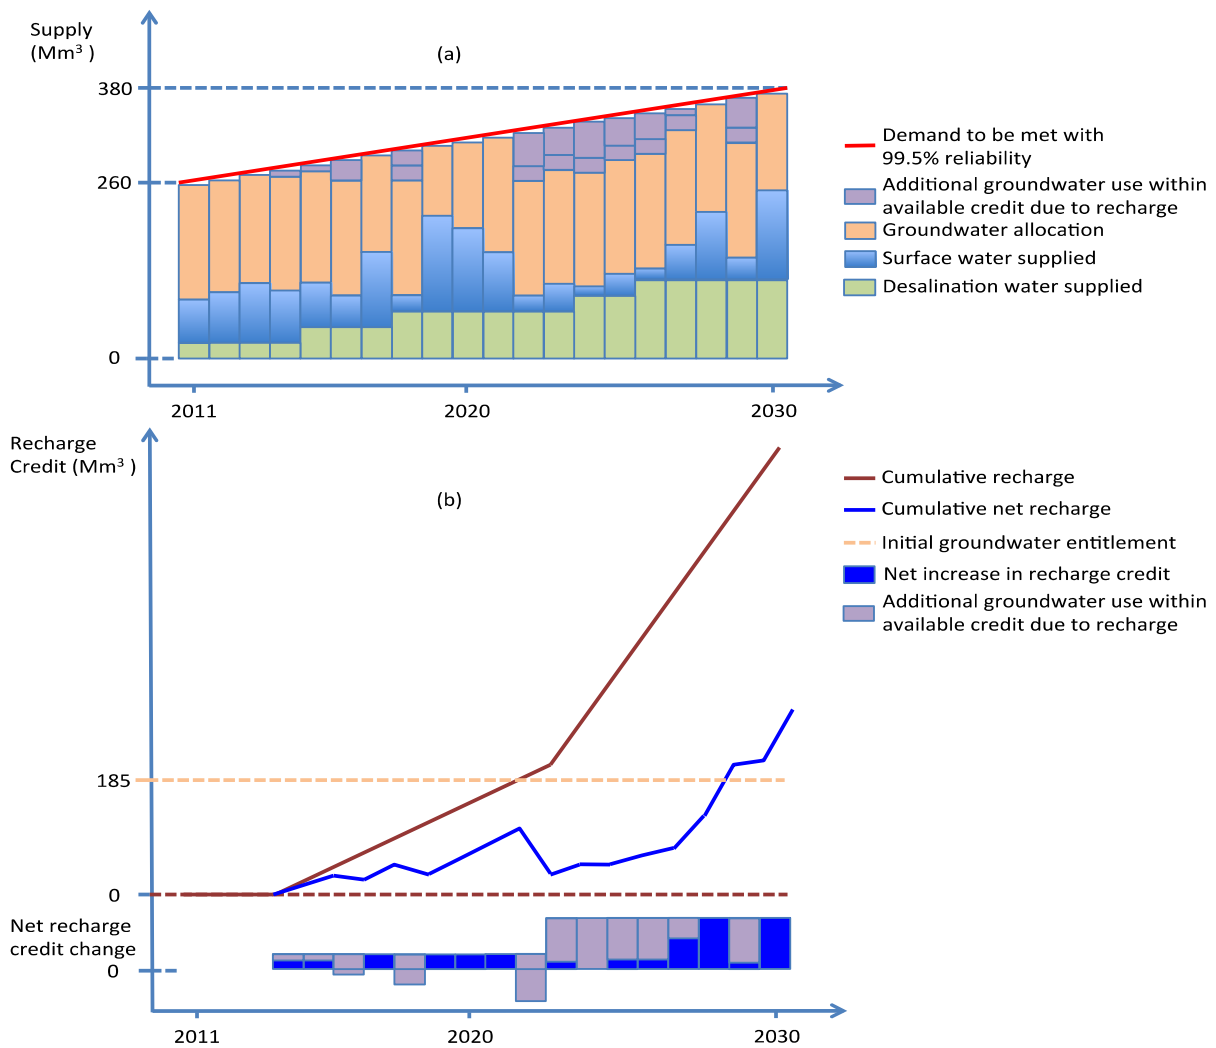 Supply
(Mm³ )
(a)
380
260
0
2011
2020
2030
Demand to be met with
99.5% reliability
Additional groundwater use within
available credit due to recharge
Groundwater allocation
Surface water supplied
Desalination water supplied
Recharge
Credit (Mm³ )
(b)
185
0
Net recharge
credit change
0
2011
2020
2030
Cumulative recharge
Cumulative net recharge
Initial groundwater entitlement
Net increase in recharge credit
Additional groundwater use within
available credit due to recharge